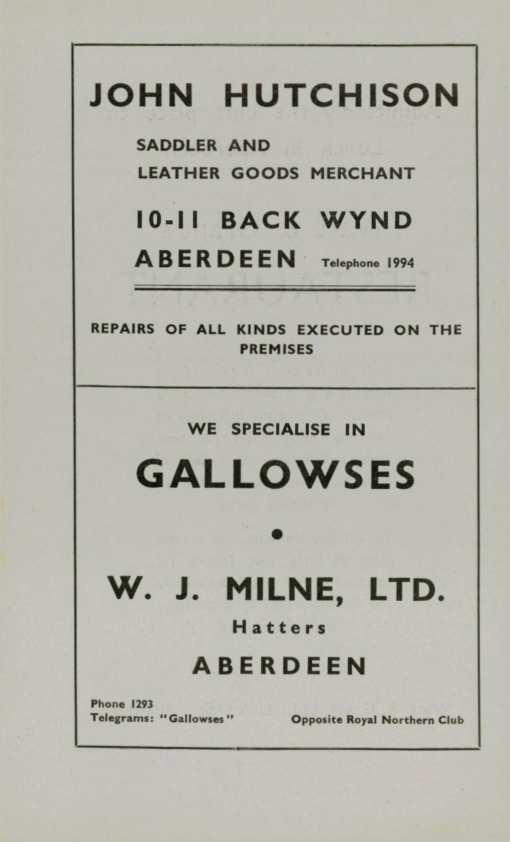 JOHN HUTCHISON
SADDLER AND
LEATHER GOODS MERCHANT
10-11 BACK WYND
ABERDEEN Telephone 1994
REPAIRS OF ALL KINDS EXECUTED ON THE
PREMISES
WE SPECIALISE IN
GALLOWSES
•
W. J. MILNE, LTD.
Hatters
ABERDEEN
Phone 1293
Telegrams: "Gallowses" Opposite Royal Northern Club